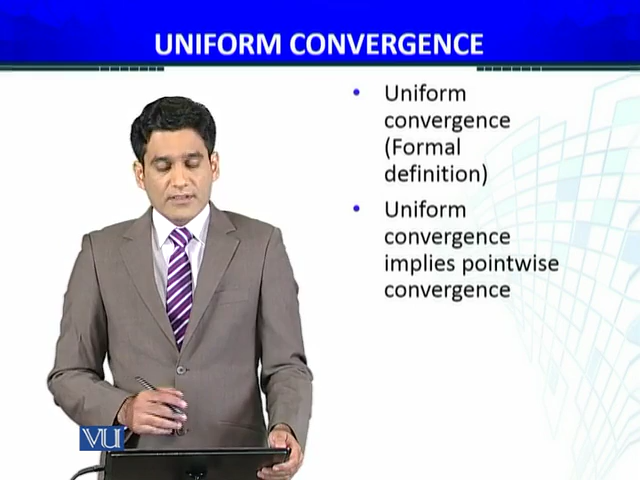 UNIFORM CONVERGENCE
• Uniform
convergence
(Formal
definition)
• Uniform
convergence
implies pointwise
convergence
VU